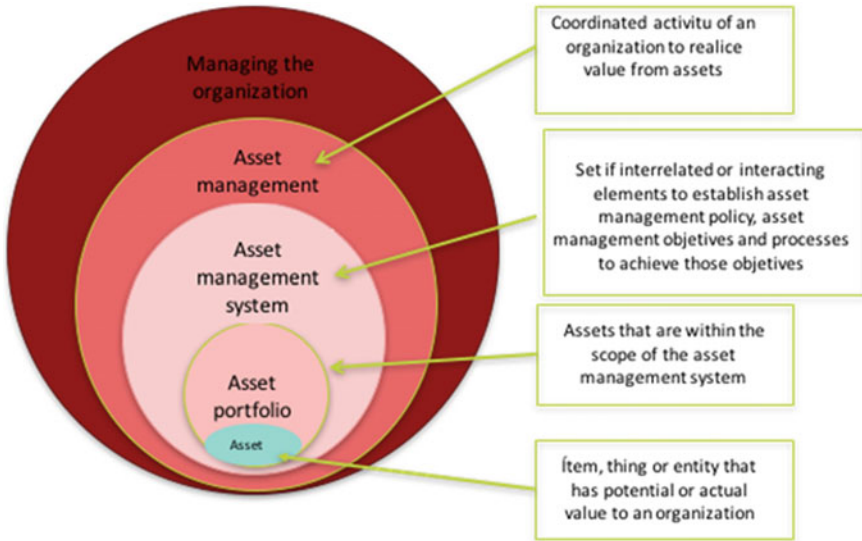 Managing the
organization
Asset
management
Asset
management
system
Asset
portfolio
Asset
Coordinated activitu of an
organization to realice
value from assets
Set if interrelated or interacting
elements to establish asset
management policy, asset
management objetives and processes
to achieve those objetives
Assets that are within the
scope of the asset
management system
Ítem, thing or entity that
has potential or actual
value to an organization